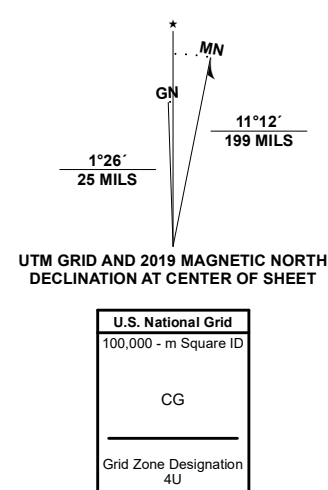 ★
MN
GN
11°12´
199 MILS
1°26´
25 MILS
UTM GRID AND 2019 MAGNETIC NORTH
DECLINATION AT CENTER OF SHEET
U.S. National Grid
100,000 - m Square ID
CG
Grid Zone Designation
4U